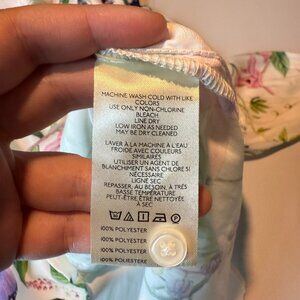 MACHINE WASH COLD WITH LIKE
COLORS
USE ONLY NON-CHLORINE
BLEACH
LINE DRY
LOW IRON AS NEEDED
MAY BE DRY CLEANED
LAVER À LA MACHINE À L'EAU
FROIDE AVEC COULEURS
SIMILAIRES
UTILISER UN AGENT DE
BLANCHIMENT SANS CHLORE SI
NÉCESSAIRE
LIGNE SEC
REPASSER, AU BESOIN, À TRÈS
BASSE TEMPÉRATURE
PEUT-ÊTRE ÊTRE NETTOYÉE
À SEC
100% POLYESTER
100% POLYESTER
100% POLYESTER
100% POLYESTER